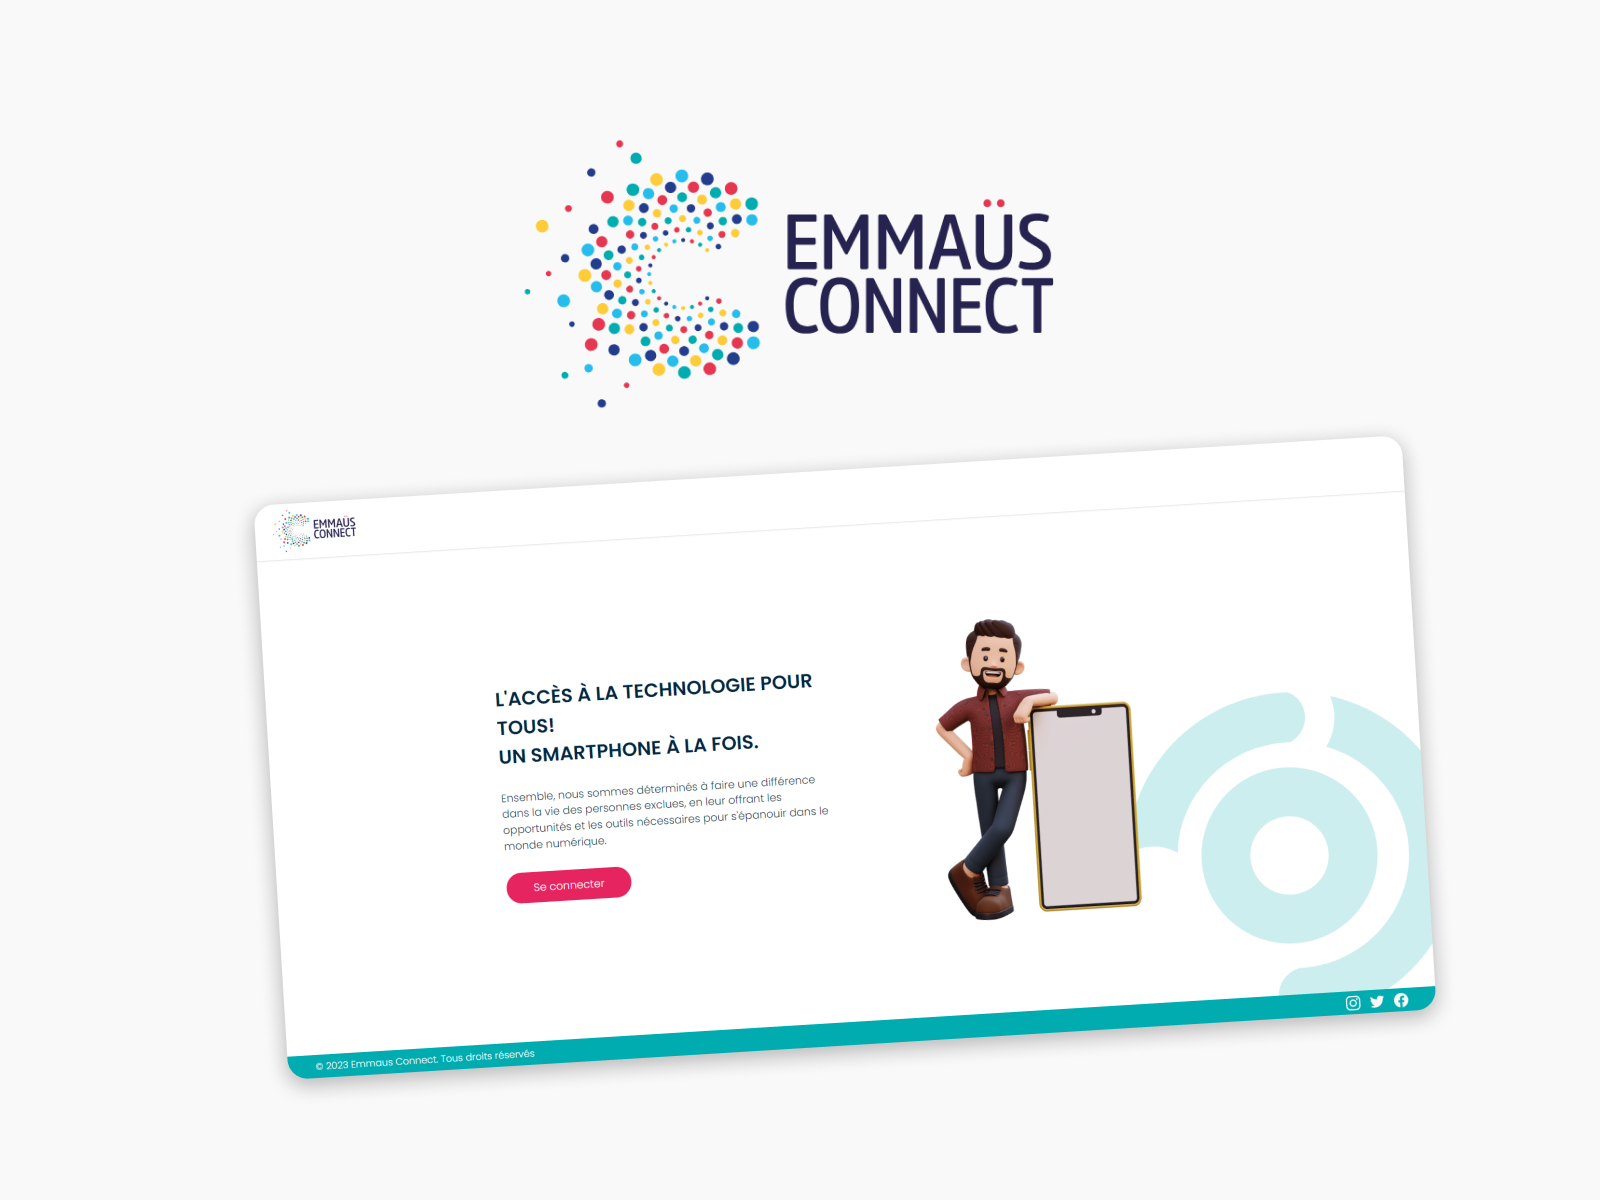 EMMAÜS
CONNECT
EMMAÜS
CONNECT
L'ACCÈS À LA TECHNOLOGIE POUR
TOUS!
UN SMARTPHONE À LA FOIS.
Ensemble, nous sommes déterminés à faire une différence
dans la vie des personnes exclues, en leur offrant les
opportunités et les outils nécessaires pour s'épanouir dans le
monde numérique.
Se connecter
© 2023 Emmaus Connect. Tous droits réservés